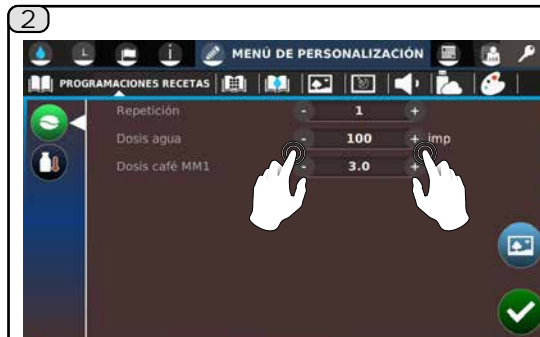 2
MENÚ DE PERSONALIZACIÓN
PROGRAMACIONES RECETAS
Repetición - 1 +
Dosis agua - 100 + imp
Dosis café MM1 - 3.0 +